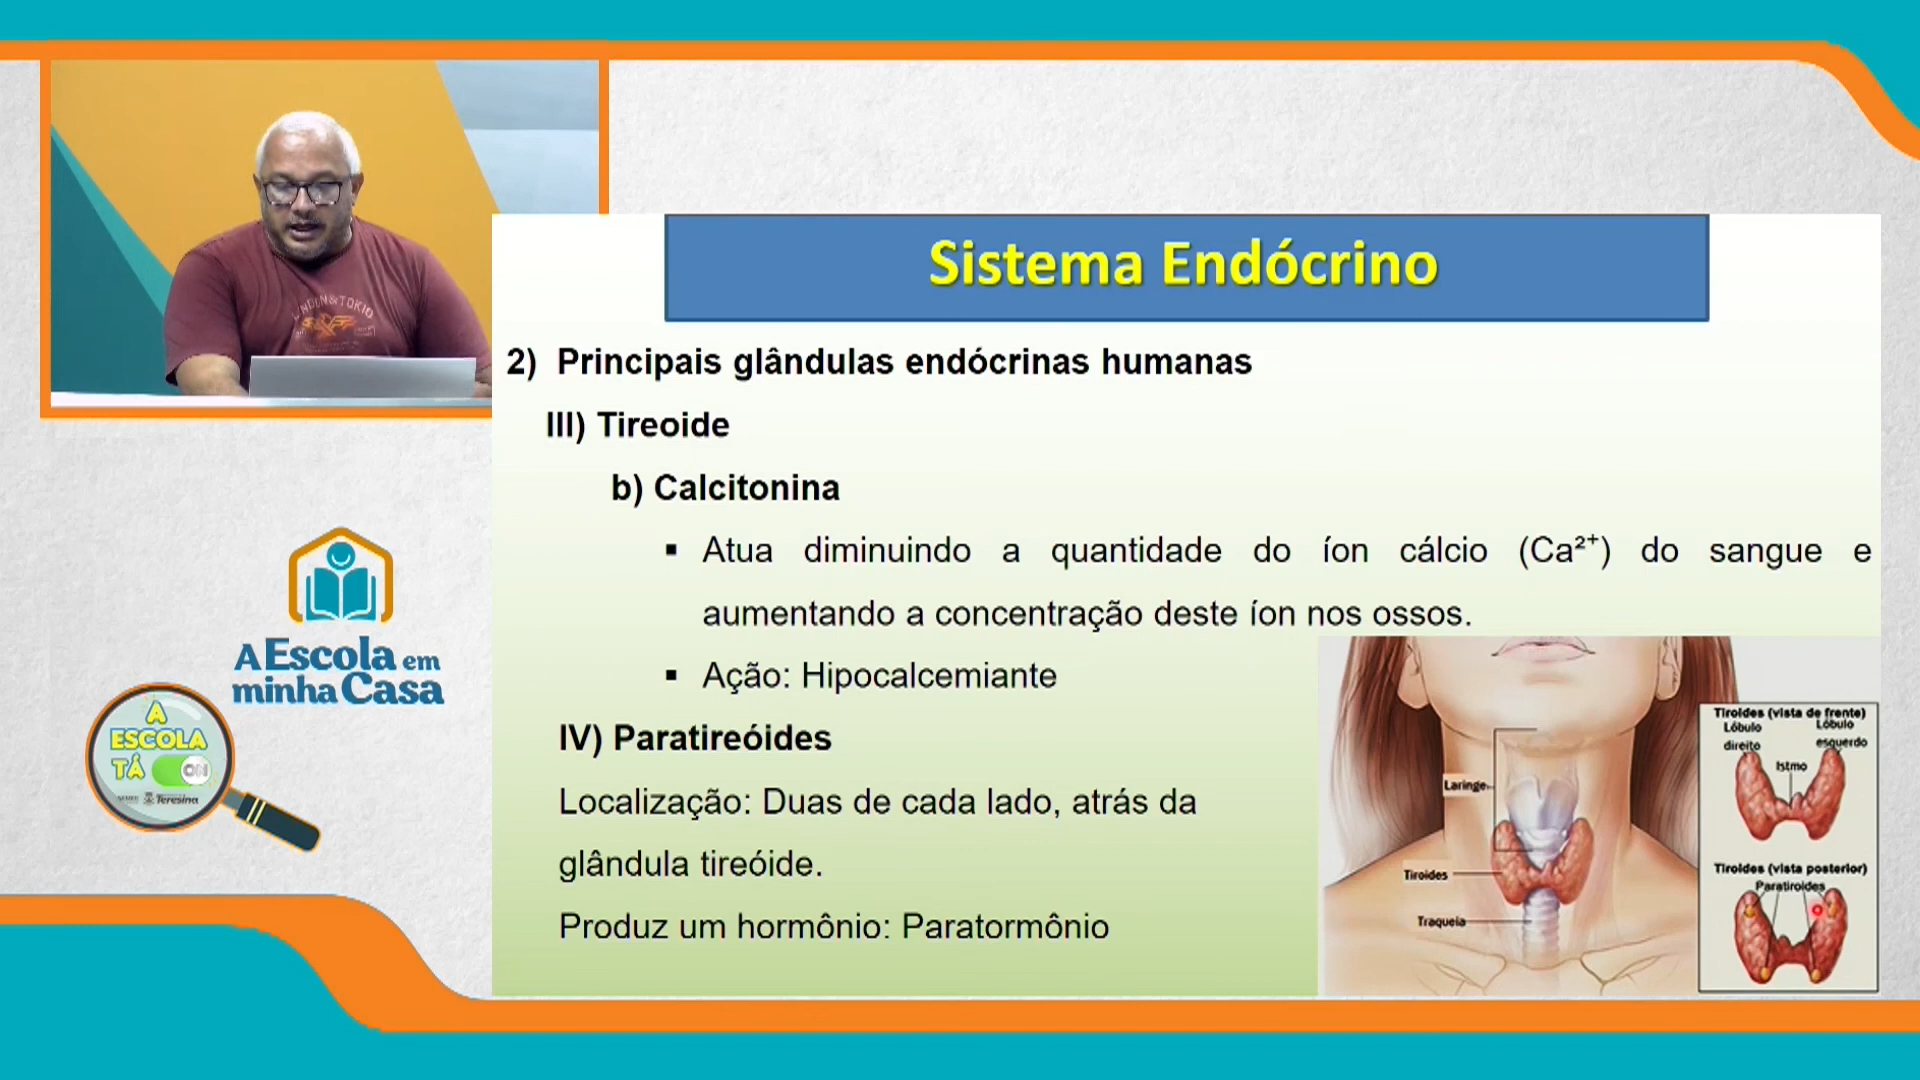 Sistema Endócrino
2) Principais glândulas endócrinas humanas
III) Tireoide
b) Calcitonina
▪ Atua diminuindo a quantidade do íon cálcio (Ca²⁺) do sangue e
aumentando a concentração deste íon nos ossos.
▪ Ação: Hipocalcemiante
IV) Paratireóides
Localização: Duas de cada lado, atrás da
glândula tireóide.
Produz um hormônio: Paratormônio
Laringe
Tiroides
Traqueia
Tiroides (vista de frente)
Lóbulo
direito
Lóbulo
esquerdo
Istmo
Tiroides (vista posterior)
Paratiroides
A Escola em
minha Casa
A
ESCOLA
TÁ ON
Teresina